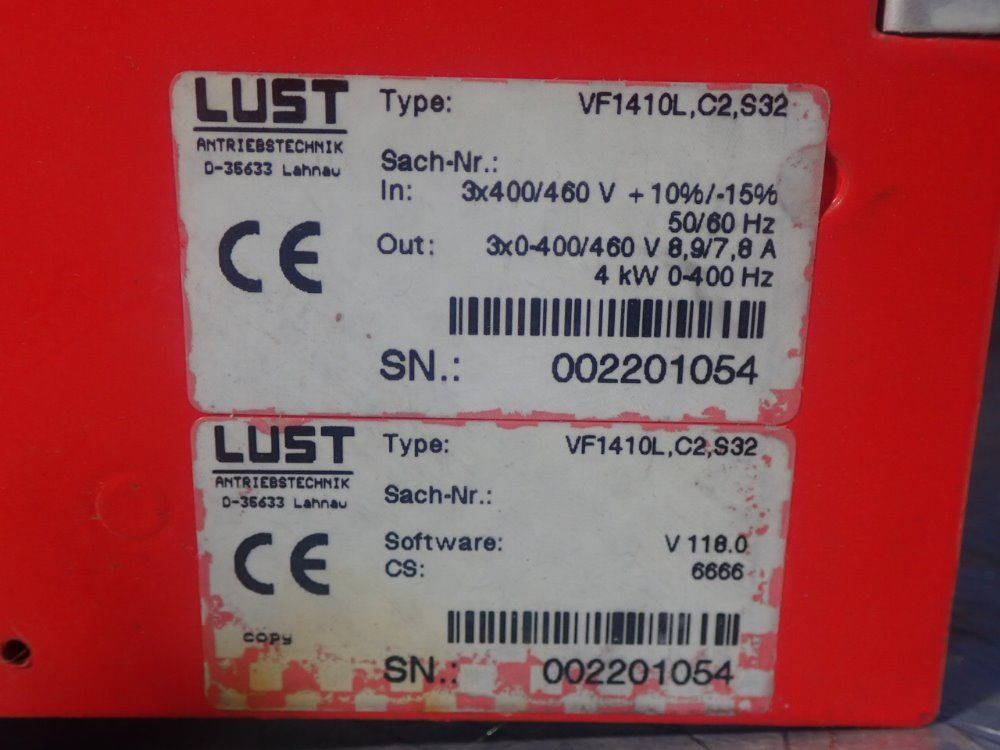 LUST
ANTRIEBSTECHNIK
D-35633 Lahnau
CE
Type: VF1410L,C2,S32
Sach-Nr.:
In: 3x400/460 V +10%/-15%
50/60 Hz
Out: 3x0-400/460 V 8,9/7,8 A
4 kW 0-400 Hz
SN.: 002201054
LUST
ANTRIEBSTECHNIK
D-35633 Lahnau
CE
copy
Type: VF1410L,C2,S32
Sach-Nr.:
Software: V 118.0
CS: 6666
SN.: 002201054